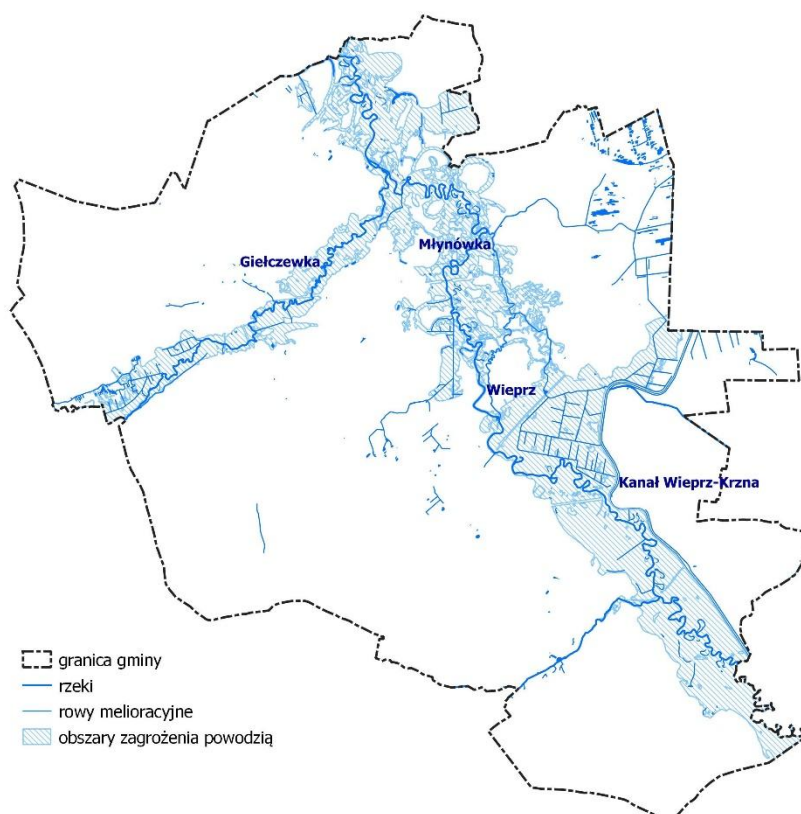 Giełczewka
Młynówka
Wieprz
Kanał Wieprz-Krzna
granica gminy
rzeki
rowy melioracyjne
obszary zagrożenia powodzią